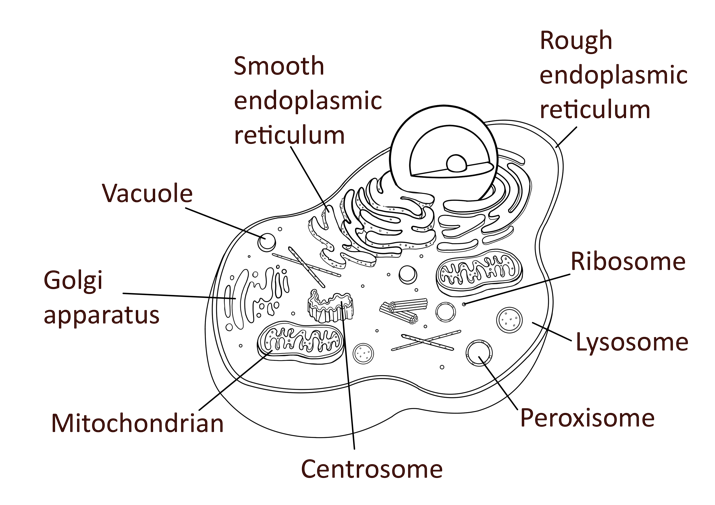 Rough
endoplasmic
reticulum
Smooth
endoplasmic
reticulum
Vacuole
Ribosome
Golgi
apparatus
Lysosome
Mitochondrian
Peroxisome
Centrosome